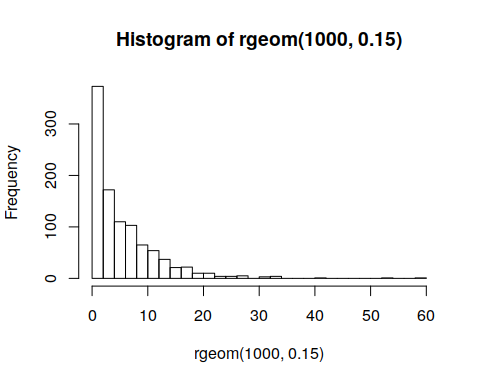 Histogram of rgeom(1000, 0.15)
Frequency
300
200
100
0
0 10 20 30 40 50 60
rgeom(1000, 0.15)